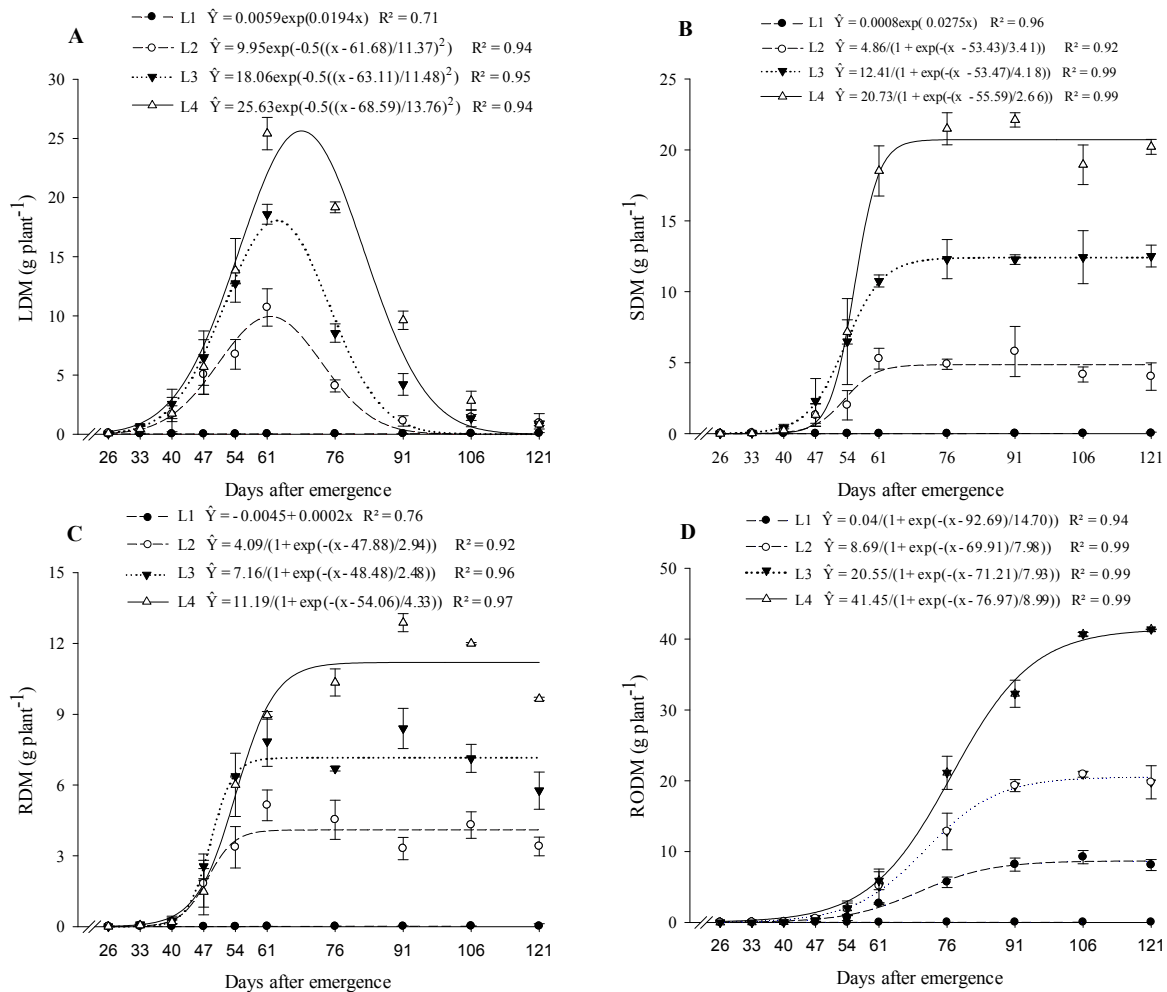 A
L1 Ŷ = 0.0059exp(0.0194x) R² = 0.71
L2 Ŷ = 9.95exp(-0.5((x - 61.68)/11.37)²) R² = 0.94
L3 Ŷ = 18.06exp(-0.5((x - 63.11)/11.48)²) R² = 0.95
L4 Ŷ = 25.63exp(-0.5((x - 68.59)/13.76)²) R² = 0.94
LDM (g plant⁻¹)
30
25
20
15
10
5
0
26 33 40 47 54 61 76 91 106 121
Days after emergence
B
L1 Ŷ = 0.0008exp( 0.0275x) R² = 0.96
L2 Ŷ = 4.86/(1 + exp(-(x - 53.43)/3.41)) R² = 0.92
L3 Ŷ = 12.41/(1 + exp(-(x - 53.47)/4.18)) R² = 0.99
L4 Ŷ = 20.73/(1 + exp(-(x - 55.59)/2.66)) R² = 0.99
SDM (g plant⁻¹)
25
20
15
10
5
0
26 33 40 47 54 61 76 91 106 121
Days after emergence
C
L1 Ŷ = - 0.0045 + 0.0002x R² = 0.76
L2 Ŷ = 4.09/(1 + exp(-(x - 47.88)/2.94)) R² = 0.92
L3 Ŷ = 7.16/(1 + exp(-(x - 48.48)/2.48)) R² = 0.96
L4 Ŷ = 11.19/(1 + exp(-(x - 54.06)/4.33)) R² = 0.97
RDM (g plant⁻¹)
15
12
9
6
3
0
26 33 40 47 54 61 76 91 106 121
Days after emergence
D
L1 Ŷ = 0.04/(1 + exp(-(x - 92.69)/14.70)) R² = 0.94
L2 Ŷ = 8.69/(1 + exp(-(x - 69.91)/7.98)) R² = 0.99
L3 Ŷ = 20.55/(1 + exp(-(x - 71.21)/7.93)) R² = 0.99
L4 Ŷ = 41.45/(1 + exp(-(x - 76.97)/8.99)) R² = 0.99
RODM (g plant⁻¹)
50
40
30
20
10
0
26 33 40 47 54 61 76 91 106 121
Days after emergence